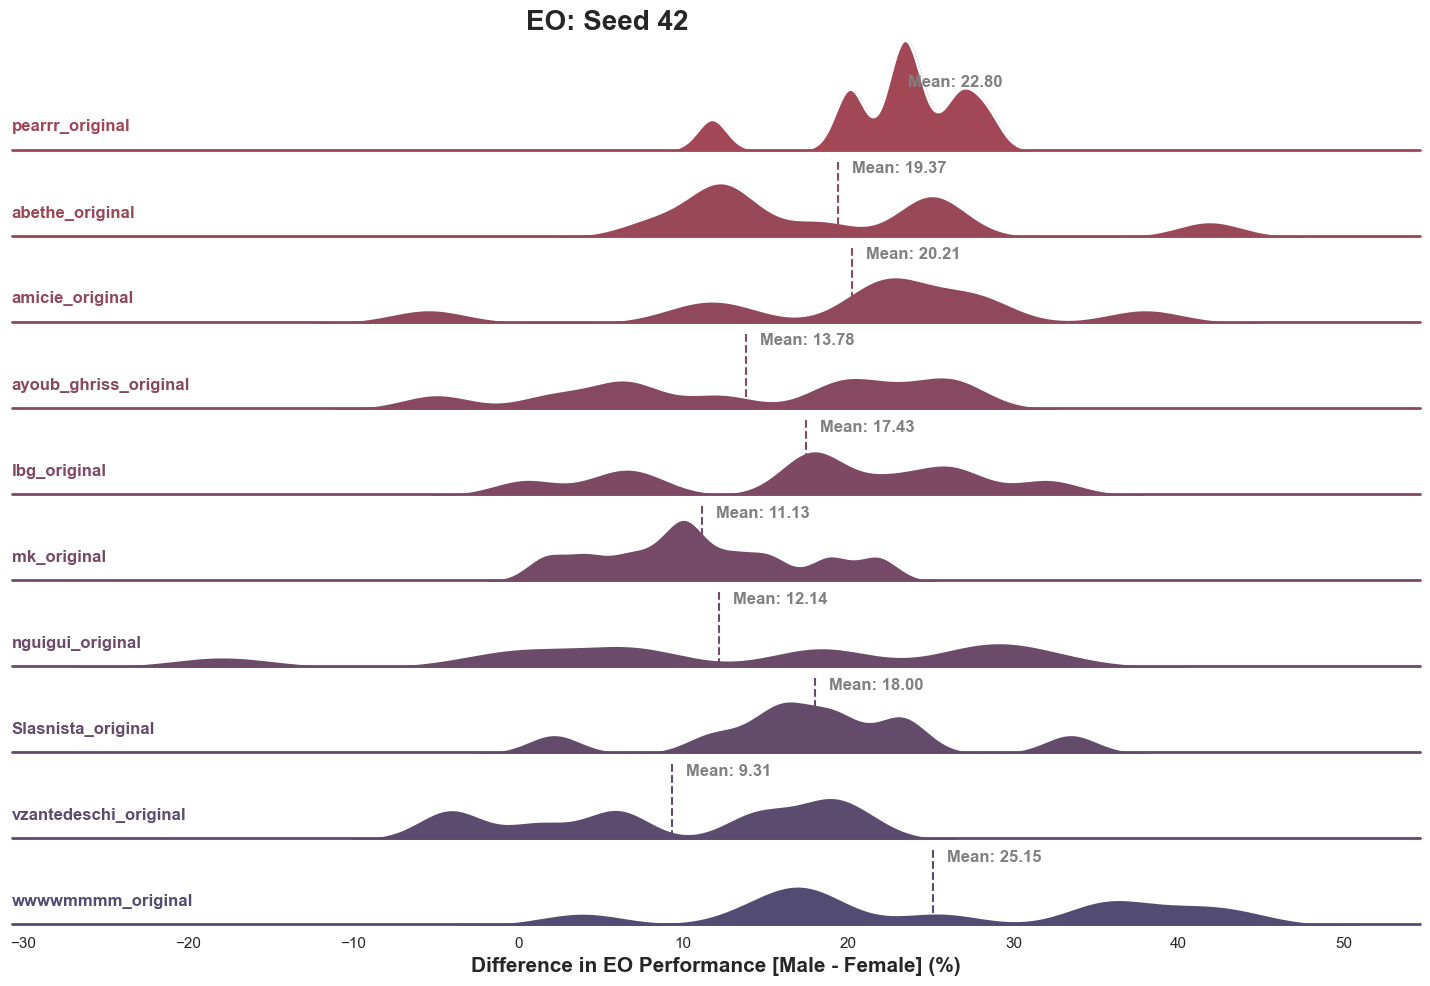 EO: Seed 42
Mean: 22.80
pearrr_original
Mean: 19.37
abethe_original
Mean: 20.21
amicie_original
Mean: 13.78
ayoub_ghriss_original
Mean: 17.43
lbg_original
Mean: 11.13
mk_original
Mean: 12.14
nguigui_original
Mean: 18.00
Slasnista_original
Mean: 9.31
vzantedeschi_original
Mean: 25.15
wwwwmmmm_original
−30 −20 −10 0 10 20 30 40 50
Difference in EO Performance [Male - Female] (%)